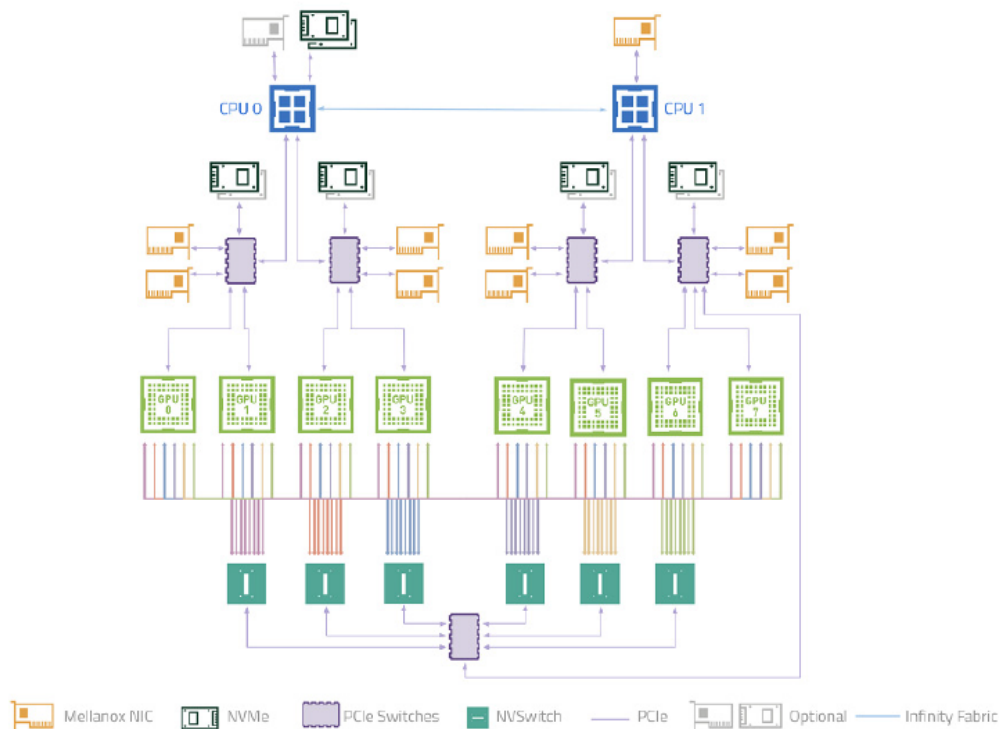 CPU 0
CPU 1
GPU 0
GPU 1
GPU 2
GPU 3
GPU 4
GPU 5
GPU 6
GPU 7
Mellanox NIC
NVMe
PCIe Switches
NVSwitch
PCIe
Optional
Infinity Fabric